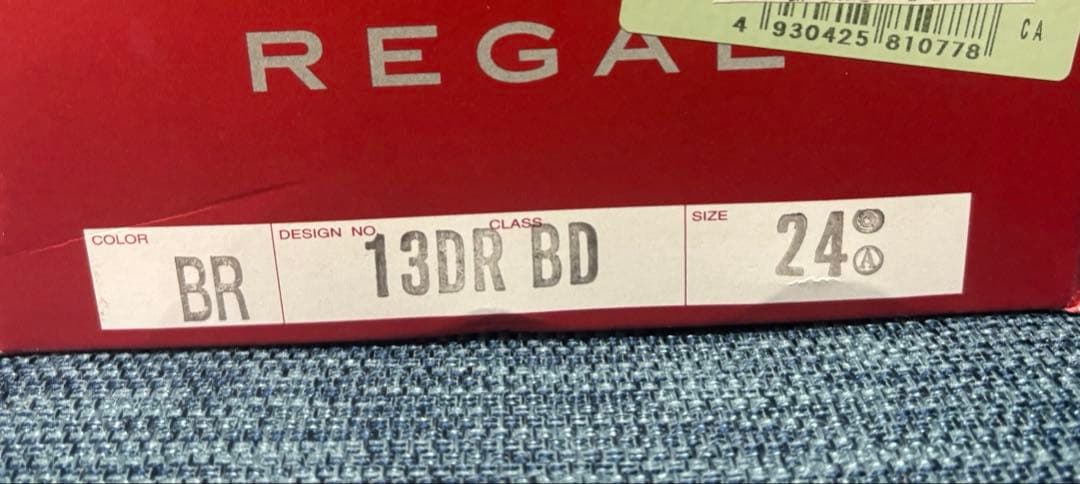 REGAL
4 930425 810778
CA
COLOR
BR
DESIGN NO.
CLASS
13DR BD
SIZE
24
A